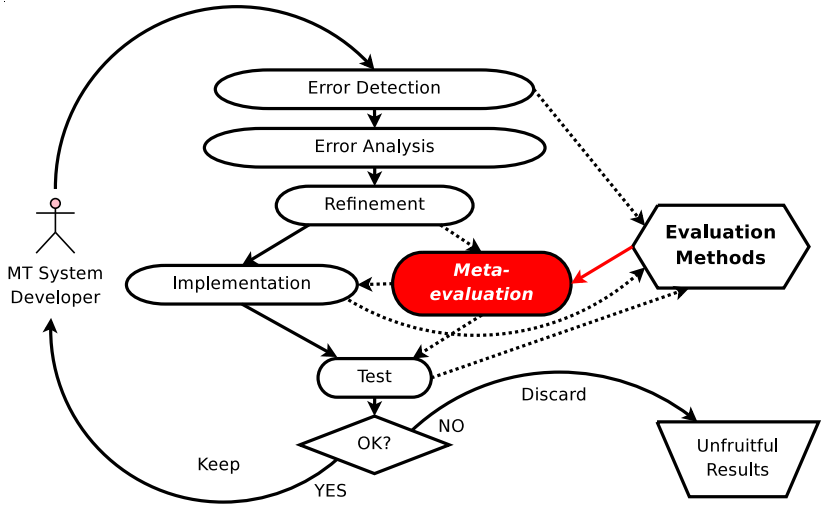 Error Detection
Error Analysis
Refinement
MT System
Developer
Implementation
Meta-
evaluation
Evaluation
Methods
Test
Discard
OK?
NO
Keep
YES
Unfruitful
Results